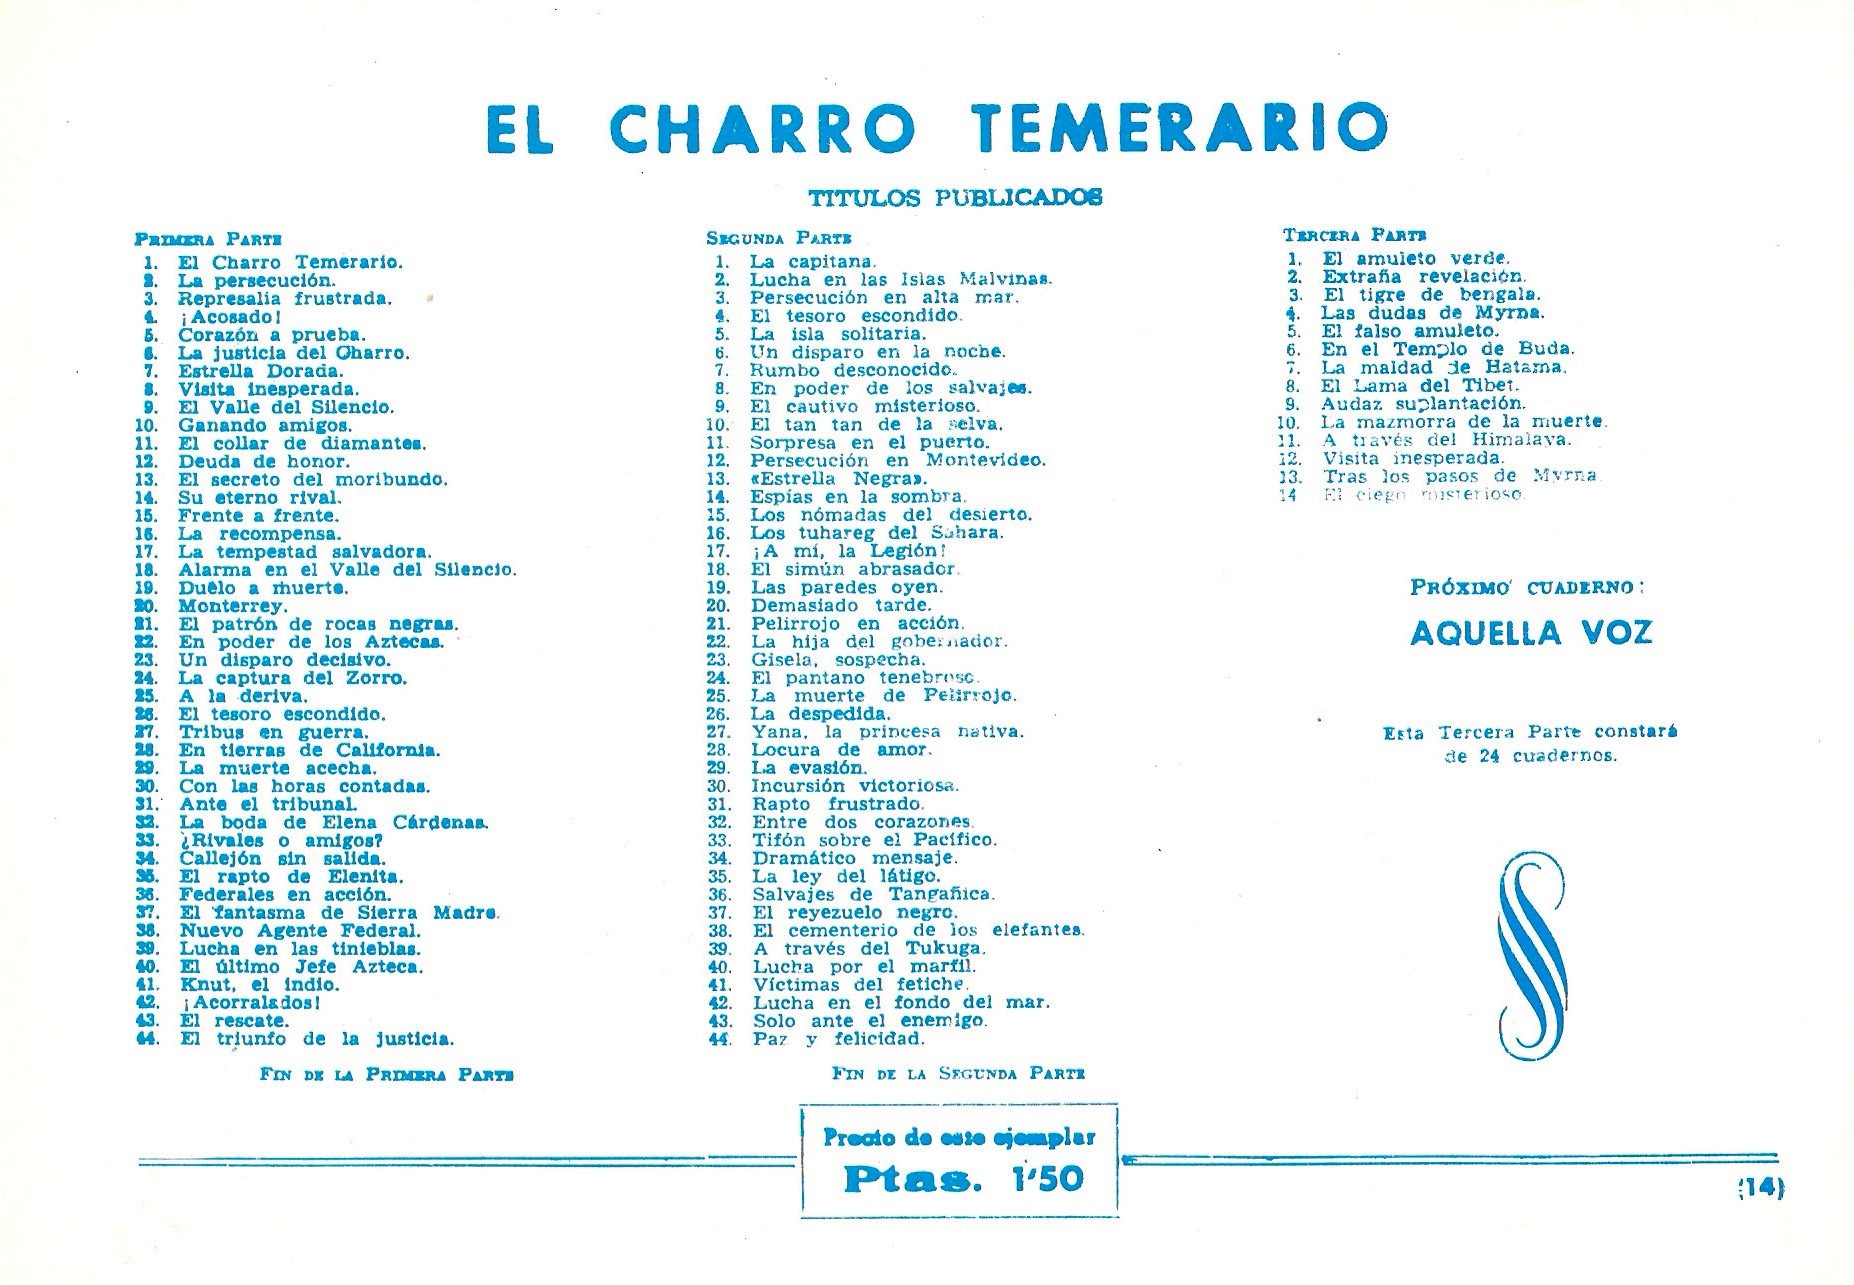 EL CHARRO TEMERARIO
TITULOS PUBLICADOS
PRIMERA PARTE
1. El Charro Temerario.
2. La persecución.
3. Represalia frustrada.
4. ¡Acosado!
5. Corazón a prueba.
6. La justicia del Charro.
7. Estrella Dorada.
8. Visita inesperada.
9. El Valle del Silencio.
10. Ganando amigos.
11. El collar de diamantes.
12. Deuda de honor.
13. El secreto del moribundo.
14. Su eterno rival.
15. Frente a frente.
16. La recompensa.
17. La tempestad salvadora.
18. Alarma en el Valle del Silencio.
19. Duelo a muerte.
20. Monterrey.
21. El patrón de rocas negras.
22. En poder de los Aztecas.
23. Un disparo decisivo.
24. La captura del Zorro.
25. A la deriva.
26. El tesoro escondido.
27. Tribus en guerra.
28. En tierras de California.
29. La muerte acecha.
30. Con las horas contadas.
31. Ante el tribunal.
32. La boda de Elena Cárdenas.
33. ¿Rivales o amigos?
34. Callejón sin salida.
35. El rapto de Elenita.
36. Federales en acción.
37. El fantasma de Sierra Madre.
38. Nuevo Agente Federal.
39. Lucha en las tinieblas.
40. El último Jefe Azteca.
41. Knut, el indio.
42. ¡Acorralados!
43. El rescate.
44. El triunfo de la justicia.
FIN DE LA PRIMERA PARTE
SEGUNDA PARTE
1. La capitana.
2. Lucha en las Islas Malvinas.
3. Persecución en alta mar.
4. El tesoro escondido.
5. La isla solitaria.
6. Un disparo en la noche.
7. Rumbo desconocido.
8. En poder de los salvajes.
9. El cautivo misterioso.
10. El tan tan de la selva.
11. Sorpresa en el puerto.
12. Persecución en Montevideo.
13. «Estrella Negra».
14. Espías en la sombra.
15. Los nómadas del desierto.
16. Los tuhareg del Sahara.
17. ¡A mí, la Legión!
18. El simún abrasador.
19. Las paredes oyen.
20. Demasiado tarde.
21. Pelirrojo en acción.
22. La hija del gobernador.
23. Gisela, sospecha.
24. El pantano tenebroso.
25. La muerte de Pelirrojo.
26. La despedida.
27. Yana, la princesa nativa.
28. Locura de amor.
29. La evasión.
30. Incursión victoriosa.
31. Rapto frustrado.
32. Entre dos corazones.
33. Tifón sobre el Pacífico.
34. Dramático mensaje.
35. La ley del látigo.
36. Salvajes de Tangañica.
37. El reyezuelo negro.
38. El cementerio de los elefantes.
39. A través del Tukuga.
40. Lucha por el marfil.
41. Víctimas del fetiche.
42. Lucha en el fondo del mar.
43. Solo ante el enemigo.
44. Paz y felicidad.
FIN DE LA SEGUNDA PARTE
TERCERA PARTE
1. El amuleto verde.
2. Extraña revelación.
3. El tigre de bengala.
4. Las dudas de Myrna.
5. El falso amuleto.
6. En el Templo de Buda.
7. La maldad de Hatama.
8. El Lama del Tibet.
9. Audaz suplantación.
10. La mazmorra de la muerte.
11. A través del Himalaya.
12. Visita inesperada.
13. Tras los pasos de Myrna
14 El ciego misterioso.
PRÓXIMO CUADERNO:
AQUELLA VOZ
Esta Tercera Parte constará
de 24 cuadernos.
Precio de este ejemplar
Ptas. 1'50
(14)